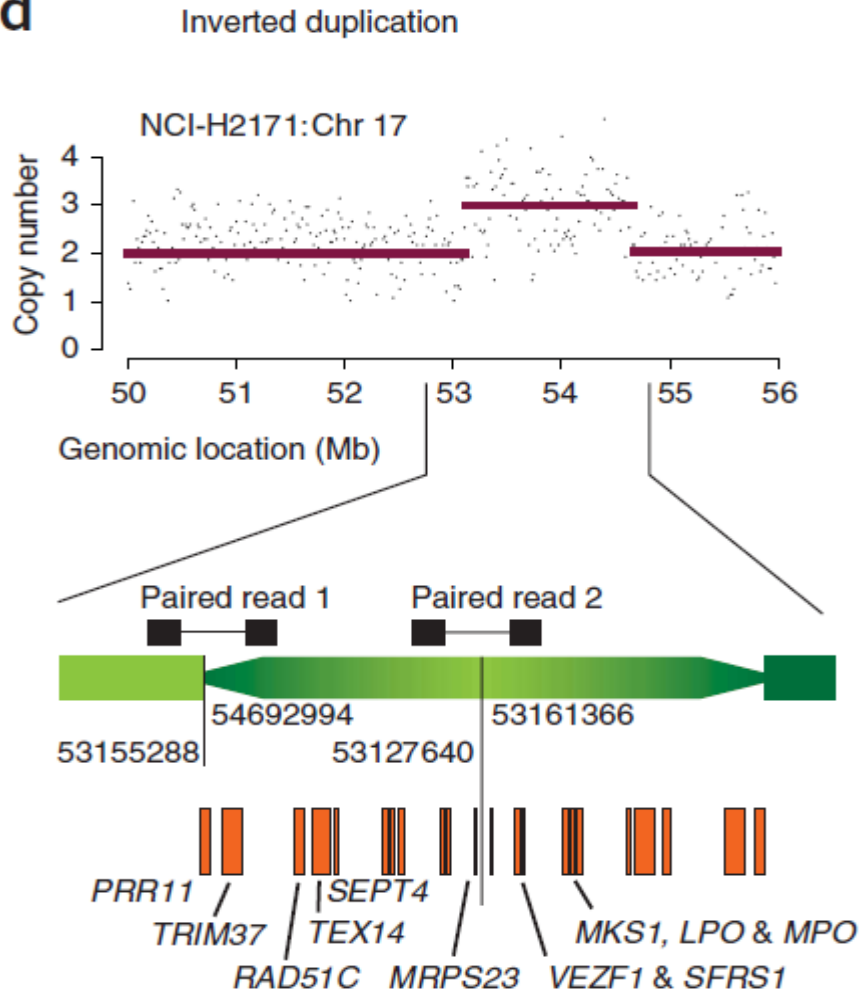 d
Inverted duplication
NCI-H2171:Chr 17
Copy number
4
3
2
1
0
50 51 52 53 54 55 56
Genomic location (Mb)
Paired read 1 Paired read 2
54692994 53161366
53155288 53127640
PRR11 SEPT4
TRIM37 TEX14 MKS1, LPO & MPO
RAD51C MRPS23 VEZF1 & SFRS1